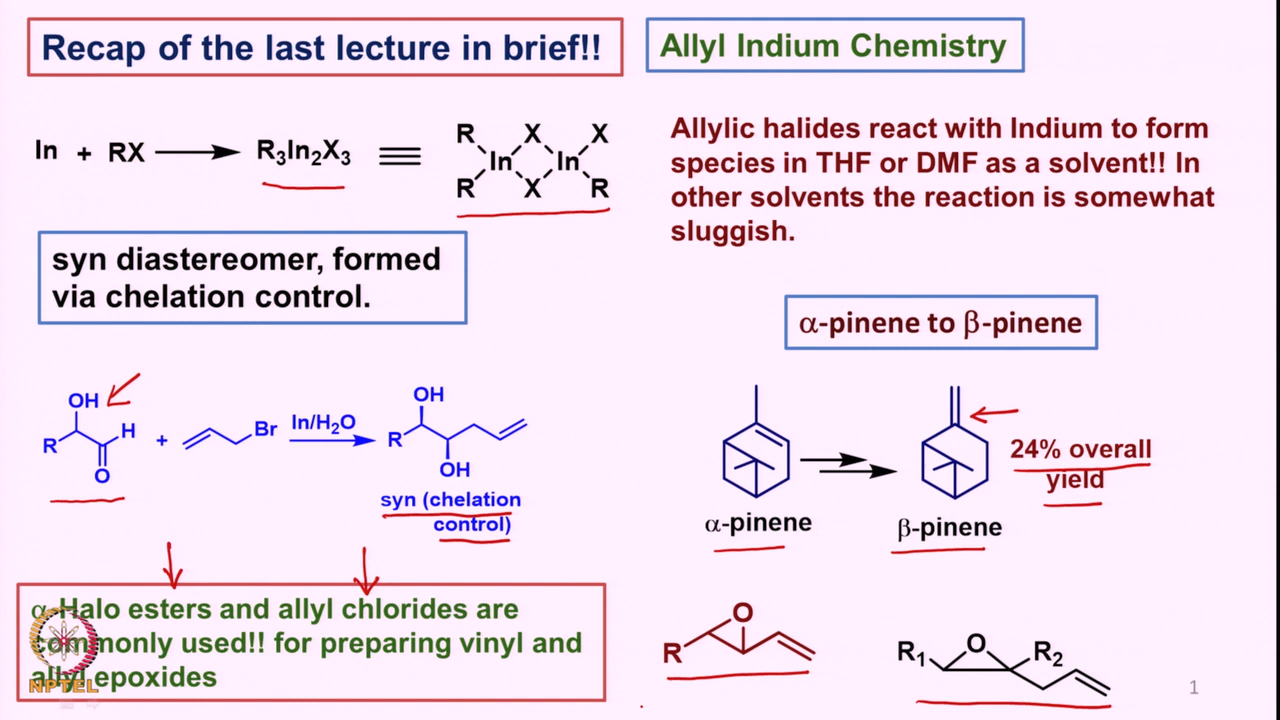 Recap of the last lecture in brief!!
Allyl Indium Chemistry
In + RX R₃In₂X₃
R X X
In In
R X R
syn diastereomer, formed
via chelation control.
OH
R H
O
+ Br
In/H₂O
OH
R
OH
syn (chelation
control)
α-Halo esters and allyl chlorides are
commonly used!! for preparing vinyl and
allyl epoxides
NPTEL
Allylic halides react with Indium to form
species in THF or DMF as a solvent!! In
other solvents the reaction is somewhat
sluggish.
α-pinene to β-pinene
24% overall
yield
α-pinene
β-pinene
O
R
R₁ O R₂
1